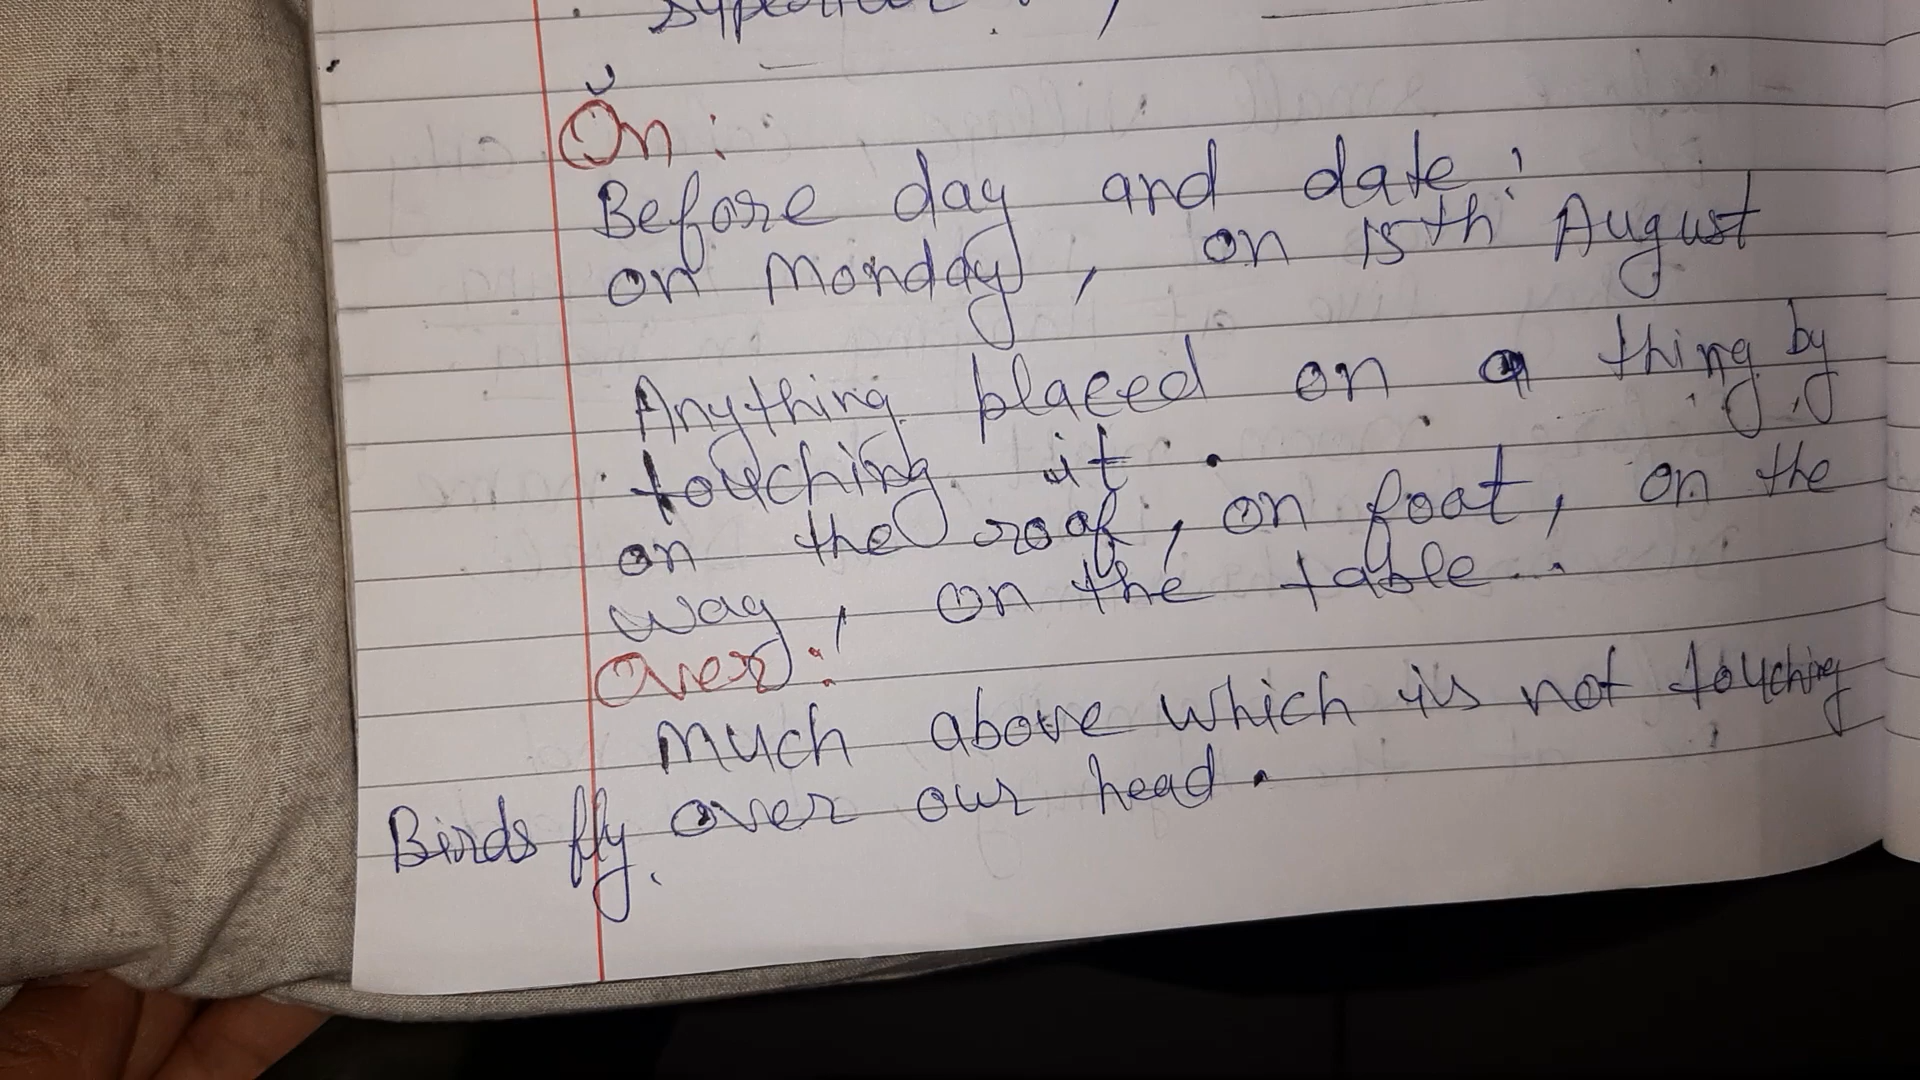 On :
Before day and date :
on Monday, on 15th August
Anything placed on a thing by
touching it .
on the roof, on foot, on the
way, on the table .
Over :
Much above which is not touching
Birds fly over our head .